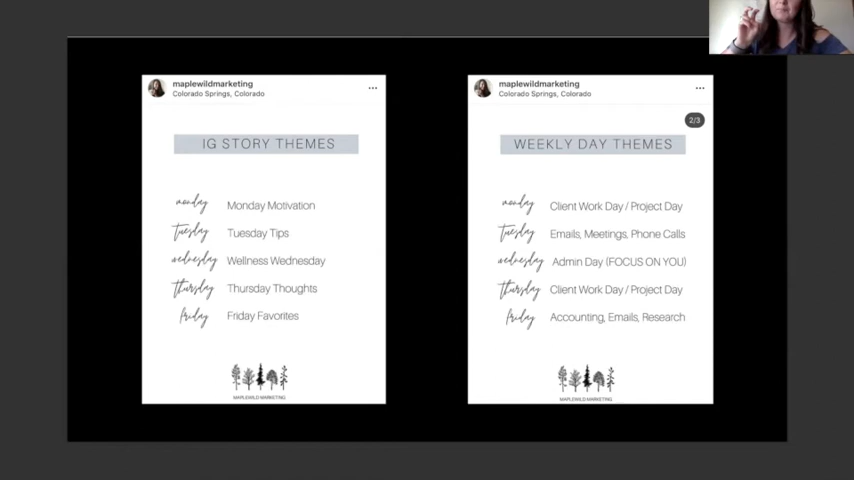 maplewildmarketing
Colorado Springs, Colorado
IG STORY THEMES
monday Monday Motivation
tuesday Tuesday Tips
wednesday Wellness Wednesday
thursday Thursday Thoughts
friday Friday Favorites
MAPLEWILD MARKETING
maplewildmarketing
Colorado Springs, Colorado
2/3
WEEKLY DAY THEMES
monday Client Work Day / Project Day
tuesday Emails, Meetings, Phone Calls
wednesday Admin Day (FOCUS ON YOU)
thursday Client Work Day / Project Day
friday Accounting, Emails, Research
MAPLEWILD MARKETING